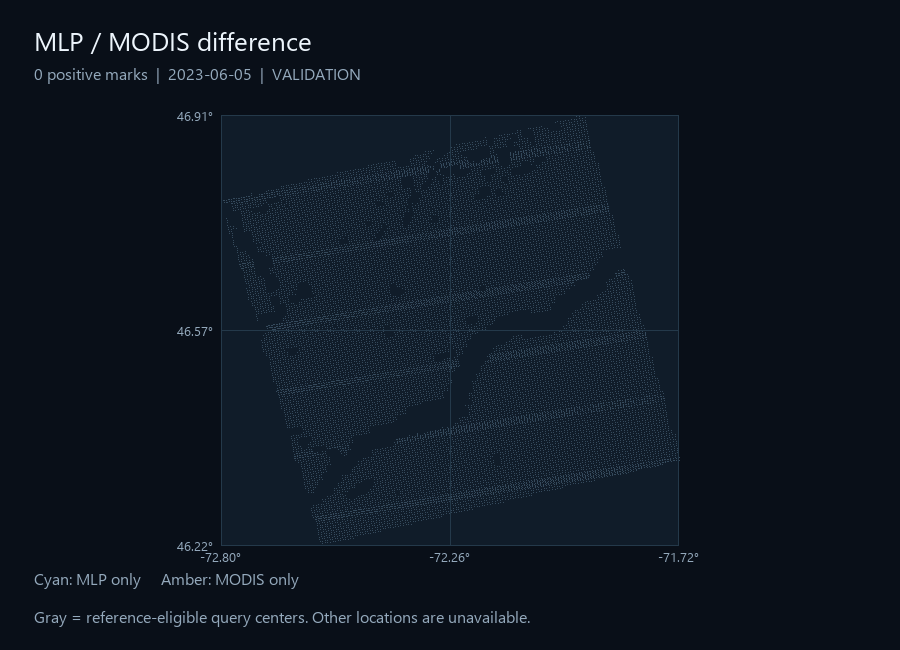 MLP / MODIS difference
0 positive marks | 2023-06-05 | VALIDATION
46.91°
46.57°
46.22°
-72.80°
-72.26°
-71.72°
Cyan: MLP only Amber: MODIS only
Gray = reference-eligible query centers. Other locations are unavailable.